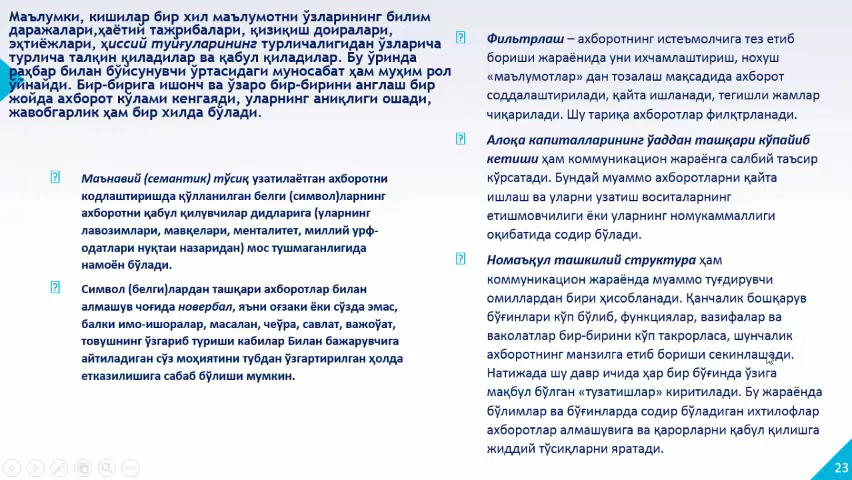 Маълумки, кишилар бир хил маълумотни ўзларининг билим
даражалари,ҳаётий тажрибалари, қизиқиш доиралари,
эҳтиёжлари, ҳиссий туйғуларининг турличалигидан ўзларича
турлича талқин қиладилар ва қабул қиладилар. Бу ўринда
раҳбар билан бўйсунувчи ўртасидаги муносабат ҳам муҳим рол
ўйнайди. Бир-бирига ишонч ва ўзаро бир-бирини англаш бир
жойда ахборот кўлами кенгаяди, уларнинг аниқлиги ошади,
жавобгарлик ҳам бир хилда бўлади.
Маънавий (семантик) тўсиқ узатилаётган ахборотни
кодлаштиришда қўлланилган белги (символ)ларнинг
ахборотни қабул қилувчилар дидларига (уларнинг
лавозимлари, мавқелари, менталитет, миллий урф-
одатлари нуқтаи назаридан) мос тушмаганлигида
намоён бўлади.
Символ (белги)лардан ташқари ахборотлар билан
алмашув чоғида новербал, яъни оғзаки ёки сўзда эмас,
балки имо-ишоралар, масалан, чеўра, савлат, важоўат,
товушнинг ўзгариб туриши кабилар Билан бажарувчига
айтиладиган сўз моҳиятини тубдан ўзгартирилган ҳолда
етказилишига сабаб бўлиши мумкин.
Фильтрлаш – ахборотнинг истеъмолчига тез етиб
бориши жараёнида уни ихчамлаштириш, нохуш
«маълумотлар» дан тозалаш мақсадида ахборот
соддалаштирилади, қайта ишланади, тегишли жамлар
чиқарилади. Шу тариқа ахборотлар филқтрланади.
Алоқа капиталларининг ўаддан ташқари кўпайиб
кетиши ҳам коммуникацион жараёнга салбий таъсир
кўрсатади. Бундай муаммо ахборотларни қайта
ишлаш ва уларни узатиш воситаларнинг
етишмовчилиги ёки уларнинг номукаммаллиги
оқибатида содир бўлади.
Номаъқул ташкилий структура ҳам
коммуникацион жараёнда муаммо туғдирувчи
омиллардан бири ҳисобланади. Қанчалик бошқарув
бўғинлари кўп бўлиб, функциялар, вазифалар ва
ваколатлар бир-бирини кўп такрорласа, шунчалик
ахборотнинг манзилга етиб бориши секинлашади.
Натижада шу давр ичида ҳар бир бўғинда ўзига
мақбул бўлган «тузатишлар» киритилади. Бу жараёнда
бўлимлар ва бўғинларда содир бўладиган ихтилофлар
ахборотлар алмашувига ва қарорларни қабул қилишга
жиддий тўсиқларни яратади.
23